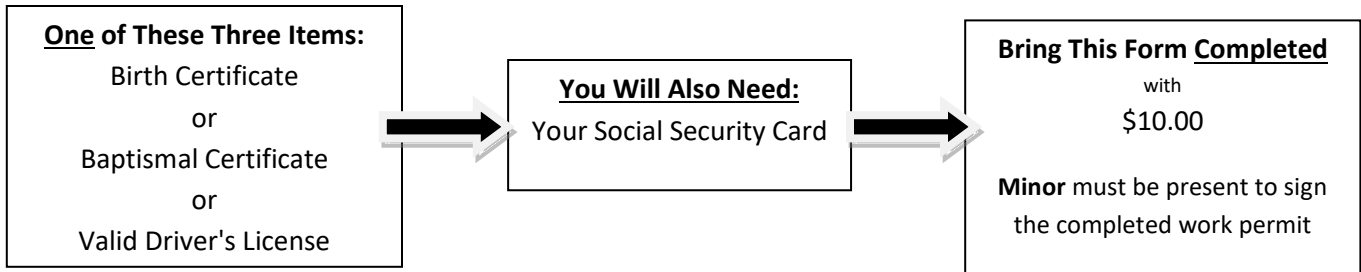 One of These Three Items:
Birth Certificate
or
Baptismal Certificate
or
Valid Driver's License
You Will Also Need:
Your Social Security Card
Bring This Form Completed
with
$10.00
Minor must be present to sign
the completed work permit